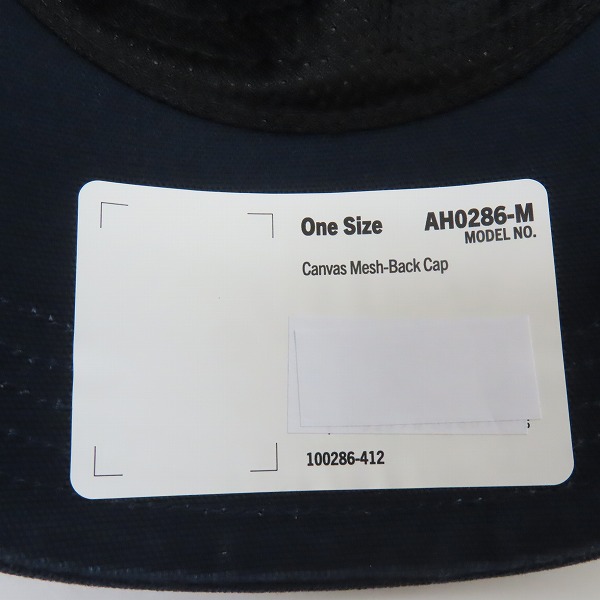 One Size AH0286-M
MODEL NO.
Canvas Mesh-Back Cap
100286-412